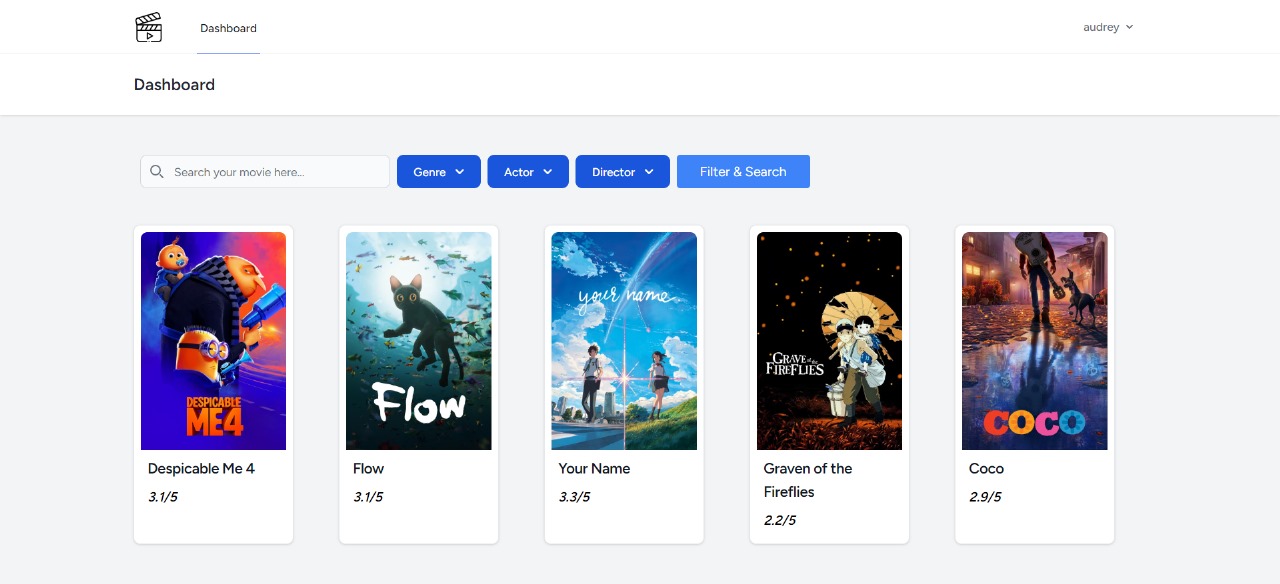 Dashboard
audrey
Dashboard
Search your movie here...
Genre
Actor
Director
Filter & Search
DESPICABLE
ME4
Despicable Me 4
3.1/5
Flow
Flow
3.1/5
your name.
Your Name
3.3/5
GRAVE of the
FIREFLIES
Graven of the
Fireflies
2.2/5
COCO
Coco
2.9/5